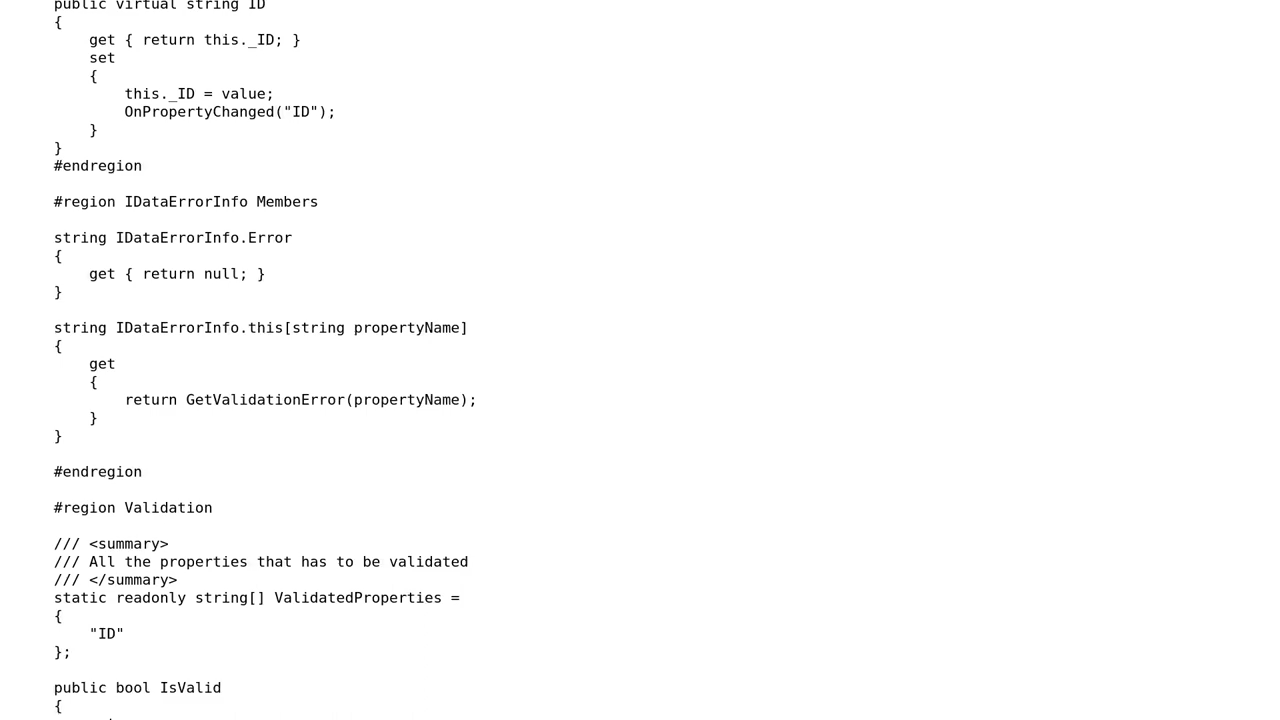 public virtual string ID
{
    get { return this._ID; }
    set
    {
        this._ID = value;
        OnPropertyChanged("ID");
    }
}
#endregion

#region IDataErrorInfo Members

string IDataErrorInfo.Error
{
    get { return null; }
}

string IDataErrorInfo.this[string propertyName]
{
    get
    {
        return GetValidationError(propertyName);
    }
}

#endregion

#region Validation

/// <summary>
/// All the properties that has to be validated
/// </summary>
static readonly string[] ValidatedProperties =
{
    "ID"
};

public bool IsValid
{